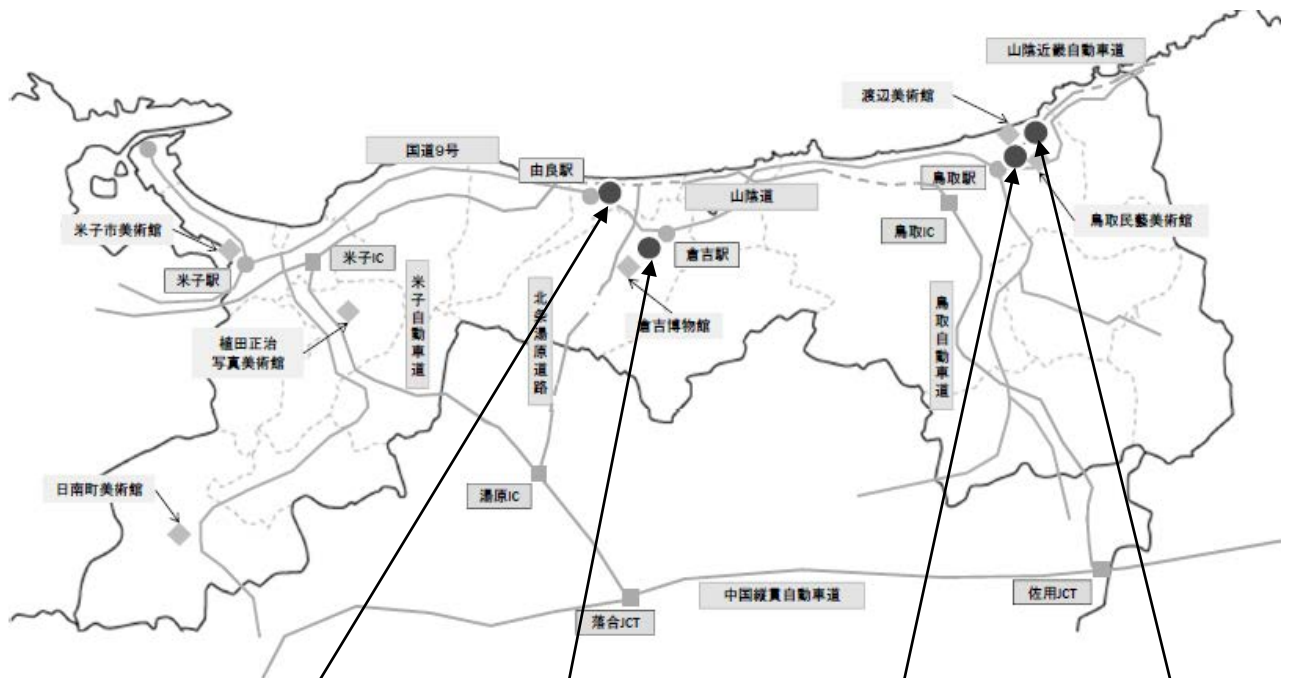 山陰近畿自動車道
渡辺美術館
国道9号
由良駅
鳥取駅
山陰道
鳥取民藝美術館
米子市美術館
鳥取IC
倉吉駅
米子IC
米子駅
米子自動車道
北条湯原道路
鳥取自動車道
倉吉博物館
植田正治
写真美術館
日南町美術館
湯原IC
中国縦貫自動車道
佐用JCT
落合JCT